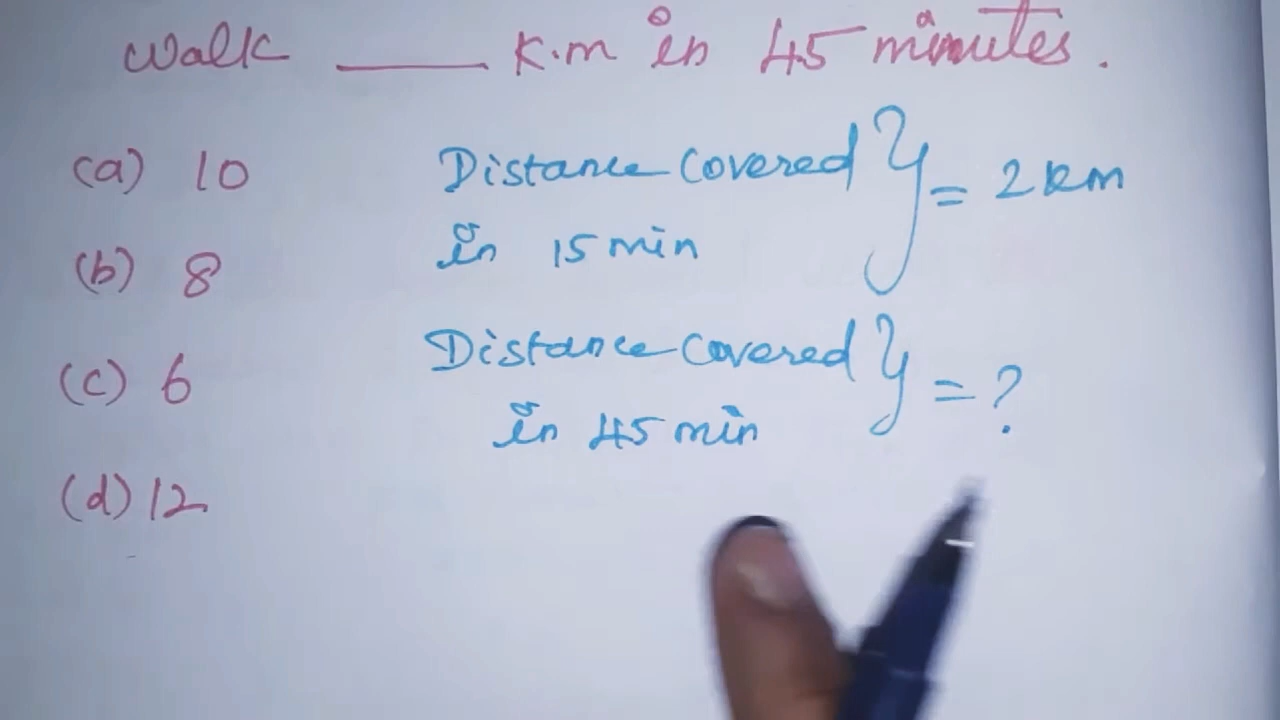 Walk ____ K.m in 45 minutes.
(a) 10
(b) 8
(c) 6
(d) 12
Distance covered } = 2 km
in 15 min
Distance covered } = ?
in 45 min